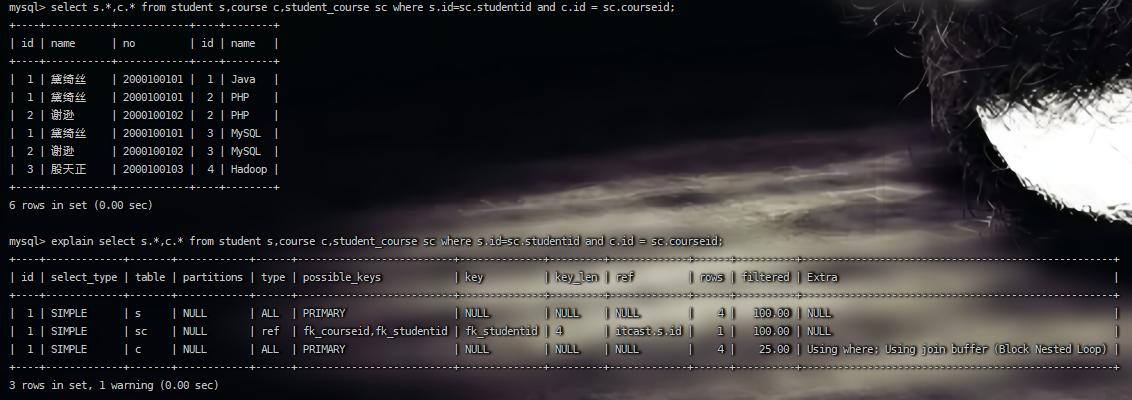 mysql> select s.*,c.* from student s,course c,student_course sc where s.id=sc.studentid and c.id = sc.courseid;
+----+-----------+------------+----+--------+
| id | name      | no         | id | name   |
+----+-----------+------------+----+--------+
|  1 | 黛绮丝    | 2000100101 |  1 | Java   |
|  1 | 黛绮丝    | 2000100101 |  2 | PHP    |
|  2 | 谢逊      | 2000100102 |  2 | PHP    |
|  1 | 黛绮丝    | 2000100101 |  3 | MySQL  |
|  2 | 谢逊      | 2000100102 |  3 | MySQL  |
|  3 | 殷天正    | 2000100103 |  4 | Hadoop |
+----+-----------+------------+----+--------+
6 rows in set (0.00 sec)
mysql> explain select s.*,c.* from student s,course c,student_course sc where s.id=sc.studentid and c.id = sc.courseid;
+----+-------------+-------+------------+------+--------------------------+--------------+---------+-------------+------+----------+----------------------------------------------------+
| id | select_type | table | partitions | type | possible_keys            | key          | key_len | ref         | rows | filtered | Extra                                              |
+----+-------------+-------+------------+------+--------------------------+--------------+---------+-------------+------+----------+----------------------------------------------------+
|  1 | SIMPLE      | s     | NULL       | ALL  | PRIMARY                  | NULL         | NULL    | NULL        |    4 |   100.00 | NULL                                               |
|  1 | SIMPLE      | sc    | NULL       | ref  | fk_courseid,fk_studentid | fk_studentid | 4       | itcast.s.id |    1 |   100.00 | NULL                                               |
|  1 | SIMPLE      | c     | NULL       | ALL  | PRIMARY                  | NULL         | NULL    | NULL        |    4 |    25.00 | Using where; Using join buffer (Block Nested Loop) |
+----+-------------+-------+------------+------+--------------------------+--------------+---------+-------------+------+----------+----------------------------------------------------+
3 rows in set, 1 warning (0.00 sec)